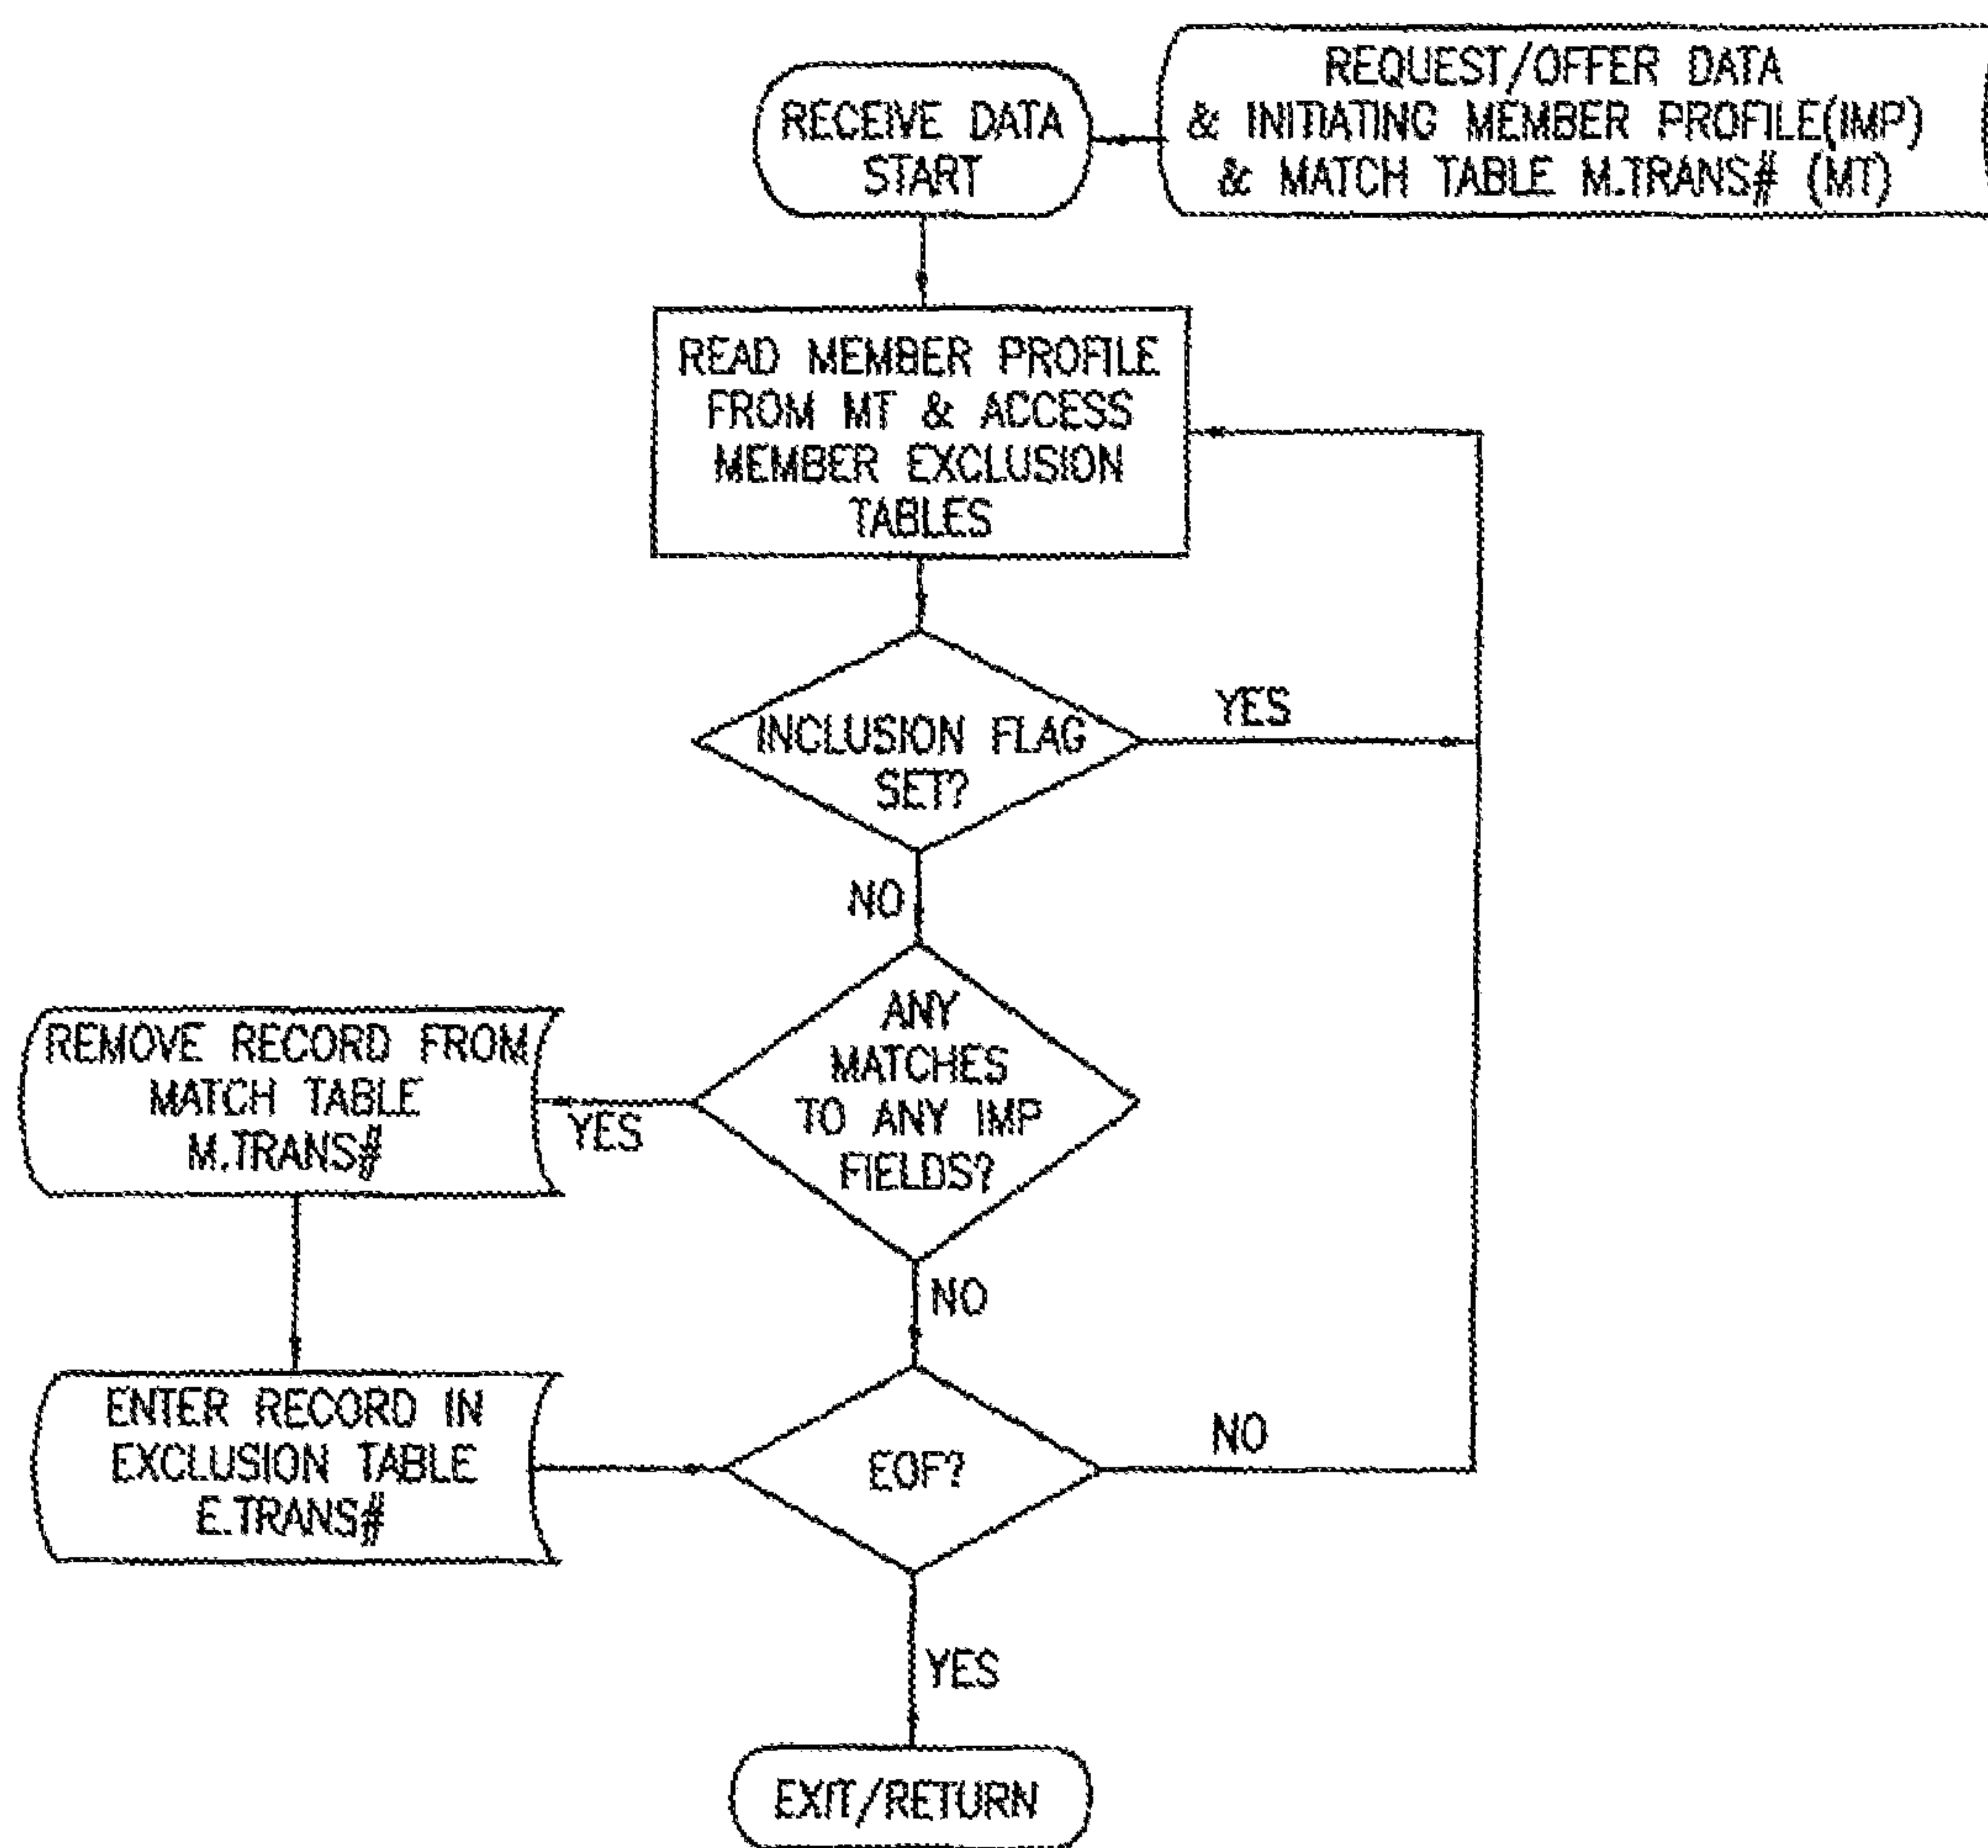 RECEIVE DATA
START
REQUEST/OFFER DATA
& INITIATING MEMBER PROFILE(IMP)
& MATCH TABLE M.TRANS# (MT)
READ MEMBER PROFILE
FROM MT & ACCESS
MEMBER EXCLUSION
TABLES
INCLUSION FLAG
SET?
YES
NO
ANY
MATCHES
TO ANY IMP
FIELDS?
YES
REMOVE RECORD FROM
MATCH TABLE
M.TRANS#
NO
ENTER RECORD IN
EXCLUSION TABLE
E.TRANS#
EOF?
NO
YES
EXIT/RETURN